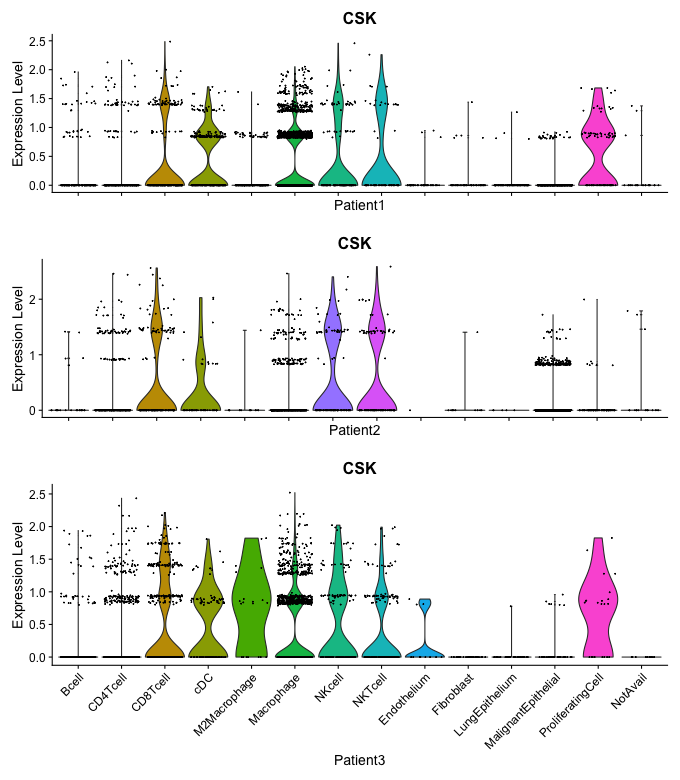 CSK
Expression Level
2.5
2.0
1.5
1.0
0.5
0.0
Patient1
CSK
Expression Level
2
1
0
Patient2
CSK
Expression Level
2.5
2.0
1.5
1.0
0.5
0.0
Bcell
CD4Tcell
CD8Tcell
cDC
M2Macrophage
Macrophage
NKcell
NKTcell
Endothelium
Fibroblast
LungEpithelium
MalignantEpithelial
ProliferatingCell
NotAvail
Patient3